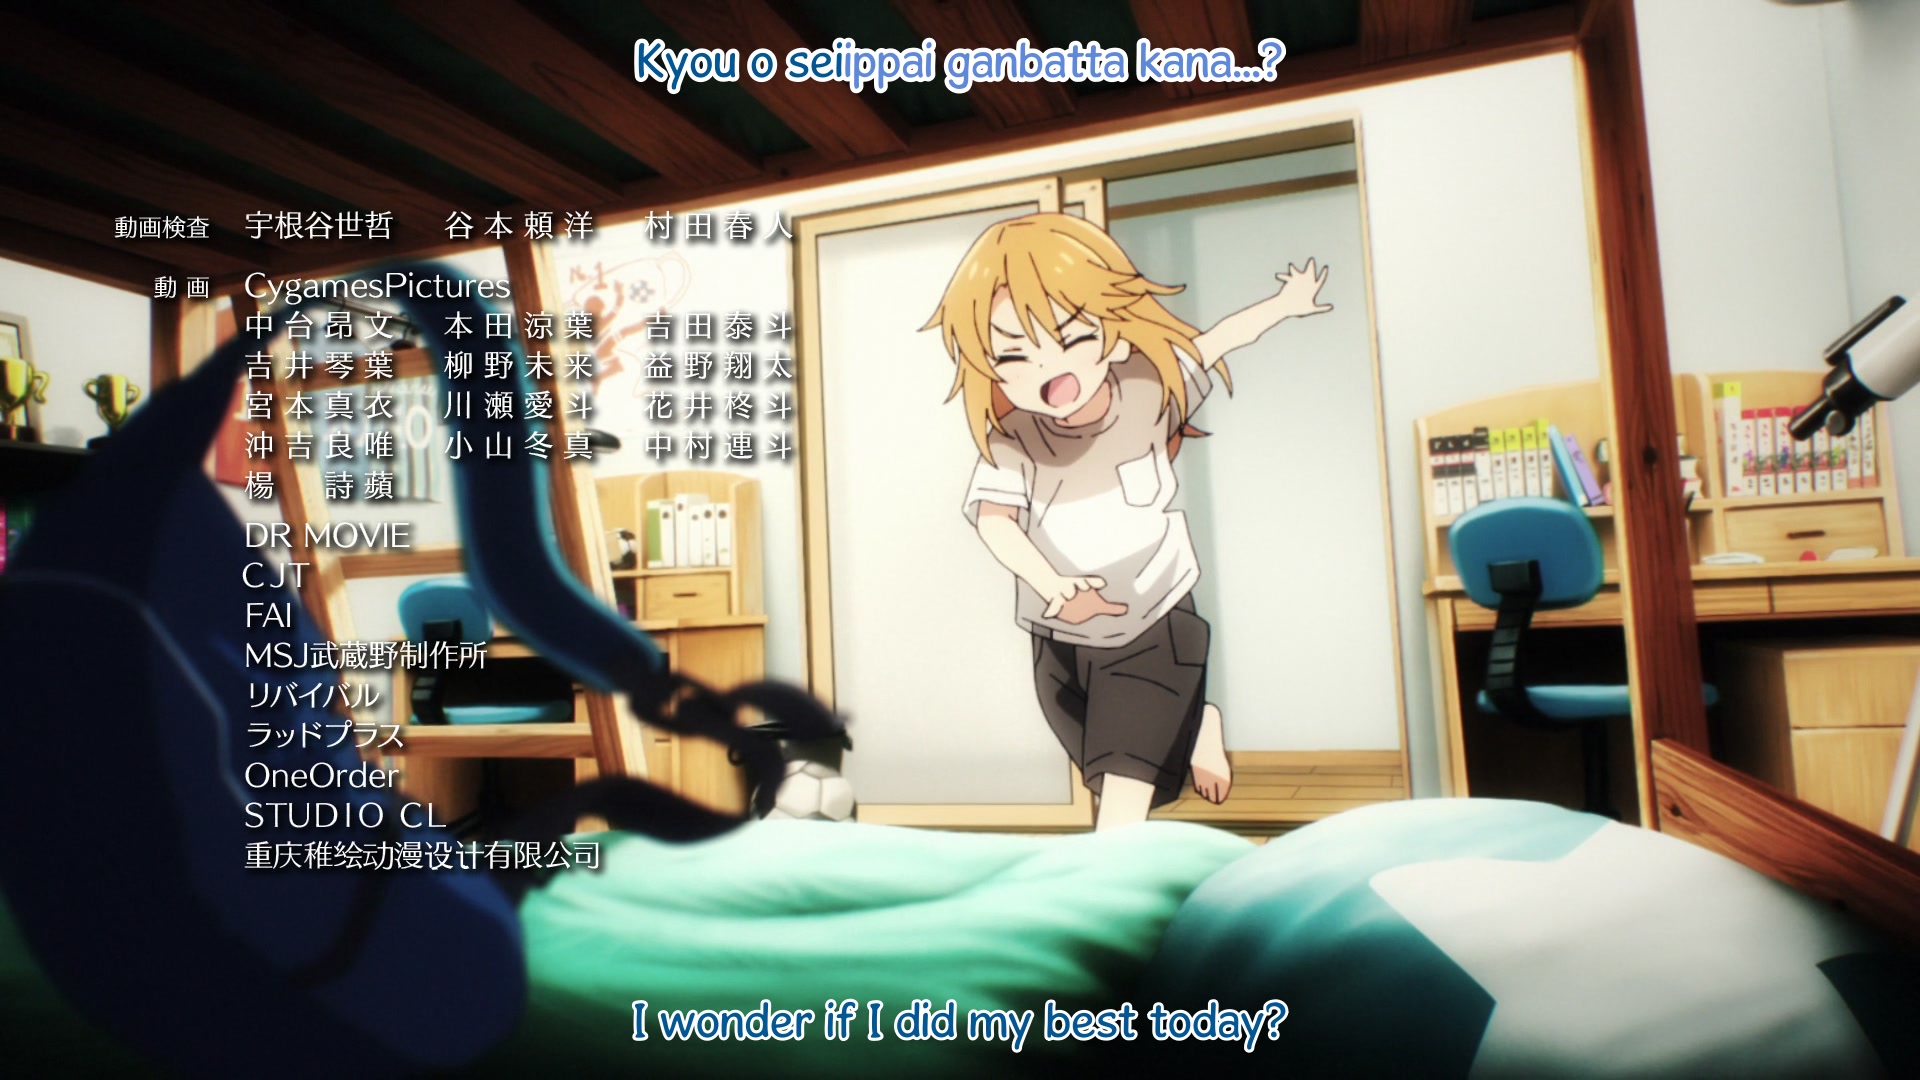 Kyou o seiippai ganbatta kana...?
動画検査 宇根谷世哲 谷本頼洋 村田春人
動画 CygamesPictures
中台昂文 本田涼葉 吉田泰斗
吉井琴葉 柳野未来 益野翔太
宮本真衣 川瀬愛斗 花井柊斗
沖吉良唯 小山冬真 中村連斗
楊 詩蘋
DR MOVIE
CJT
FAI
MSJ武蔵野制作所
リバイバル
ラッドプラス
OneOrder
STUDIO CL
重庆稚绘动漫设计有限公司
I wonder if I did my best today?